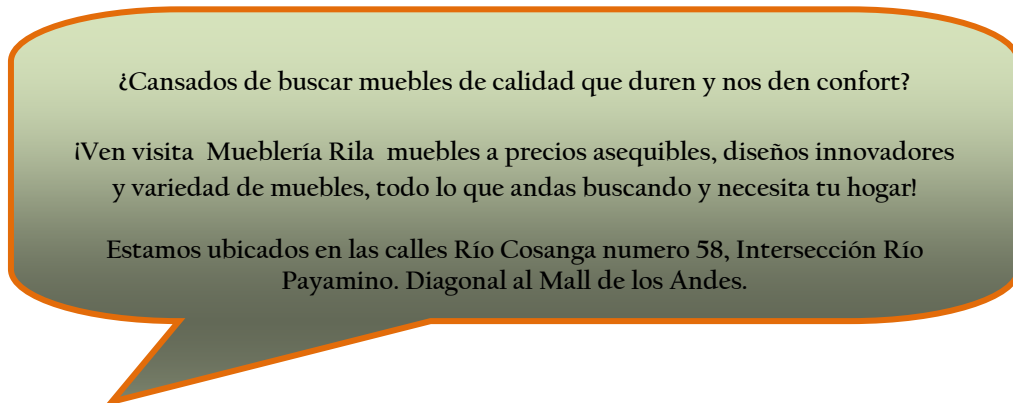 ¿Cansados de buscar muebles de calidad que duren y nos den confort?
¡Ven visita Mueblería Rila muebles a precios asequibles, diseños innovadores
y variedad de muebles, todo lo que andas buscando y necesita tu hogar!
Estamos ubicados en las calles Río Cosanga numero 58, Intersección Río
Payamino. Diagonal al Mall de los Andes.